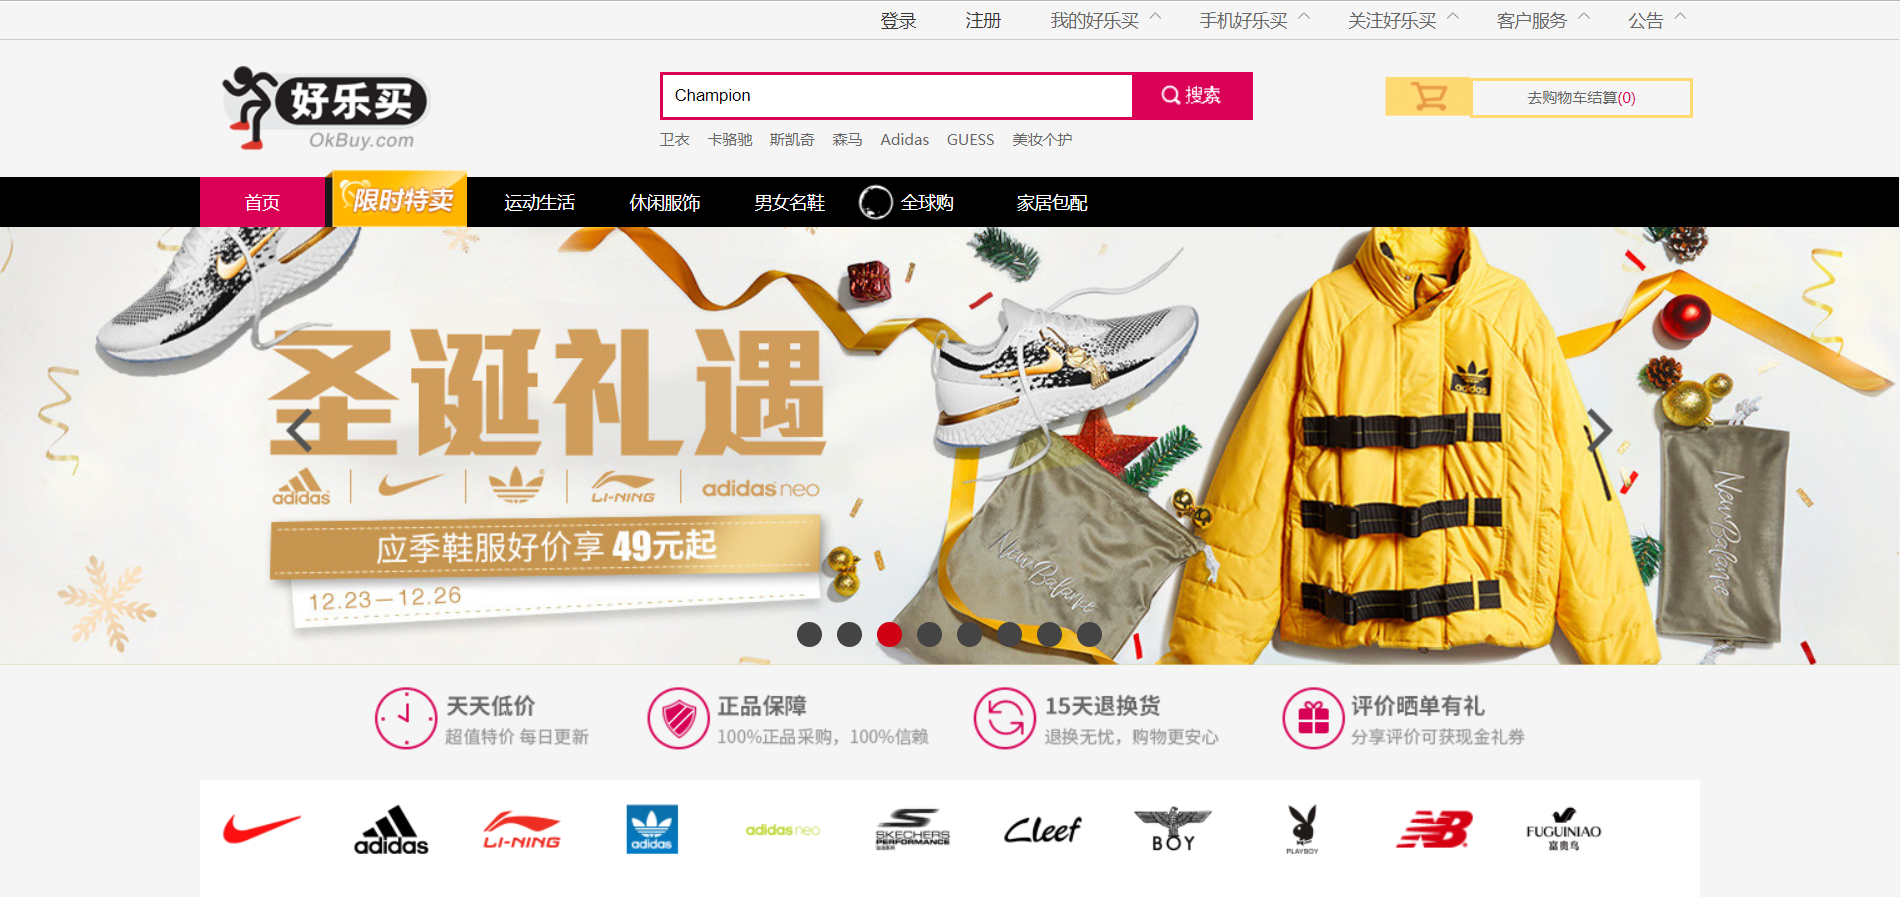 登录 注册 我的好乐买 手机好乐买 关注好乐买 客户服务 公告
好乐买
OkBuy.com
Champion
搜索
去购物车结算(0)
卫衣 卡骆驰 斯凯奇 森马 Adidas GUESS 美妆个护
首页 限时特卖 运动生活 休闲服饰 男女名鞋 全球购 家居包配
圣诞礼遇
adidas LI-NING adidas neo
应季鞋服好价享 49元起
12.23—12.26
adidas
New Balance
New Balance
天天低价
超值特价 每日更新
正品保障
100%正品采购，100%信赖
15天退换货
退换无忧，购物更安心
评价晒单有礼
分享评价可获现金礼券
adidas
LI-NING
adidas
adidas neo
SKECHERS
PERFORMANCE
Cleef
BOY
PLAYBOY
NB
FUGUINIAO
富贵鸟